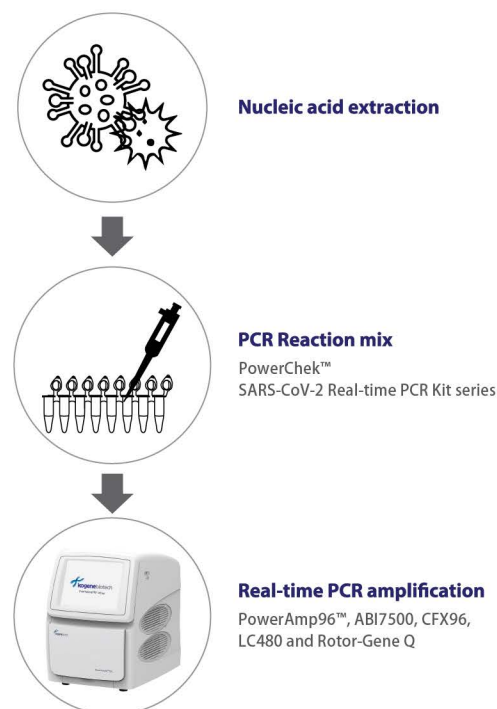 Nucleic acid extraction
PCR Reaction mix
PowerChek™
SARS-CoV-2 Real-time PCR Kit series
kogenebiotech
Real-time PCR amplification
PowerAmp96™, ABI7500, CFX96,
LC480 and Rotor-Gene Q